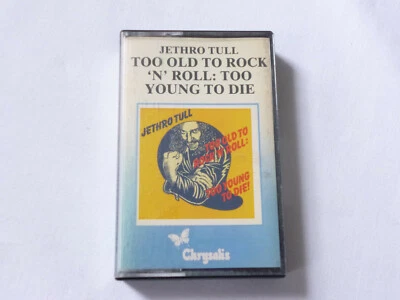 JETHRO TULL
TOO OLD TO ROCK
'N' ROLL: TOO
YOUNG TO DIE
JETHRO TULL
TOO OLD TO
ROCK 'N' ROLL:
TOO YOUNG
TO DIE!
Chrysalis